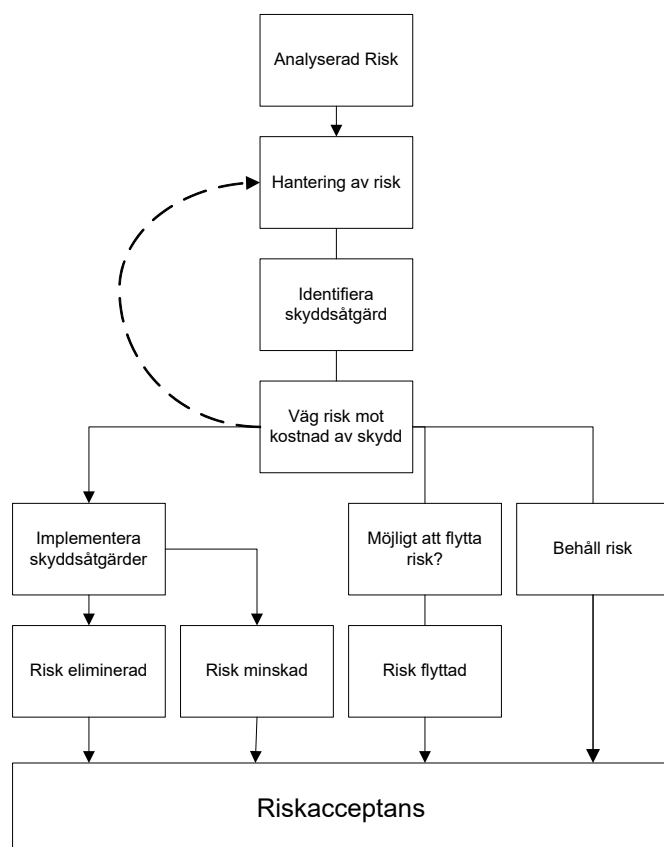 Analyserad Risk
Hantering av risk
Identifiera
skyddsåtgärd
Väg risk mot
kostnad av skydd
Implementera
skyddsåtgärder
Möjligt att flytta
risk?
Behåll risk
Risk eliminerad
Risk minskad
Risk flyttad
Riskacceptans